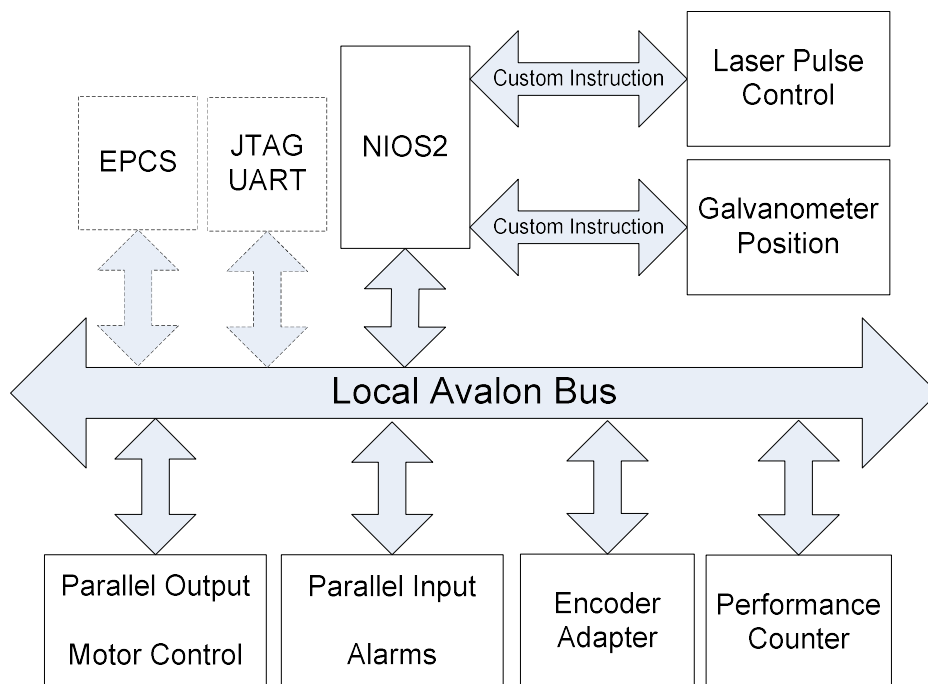 EPCS
JTAG
UART
NIOS2
Custom Instruction
Laser Pulse
Control
Custom Instruction
Galvanometer
Position
Local Avalon Bus
Parallel Output
Motor Control
Parallel Input
Alarms
Encoder
Adapter
Performance
Counter